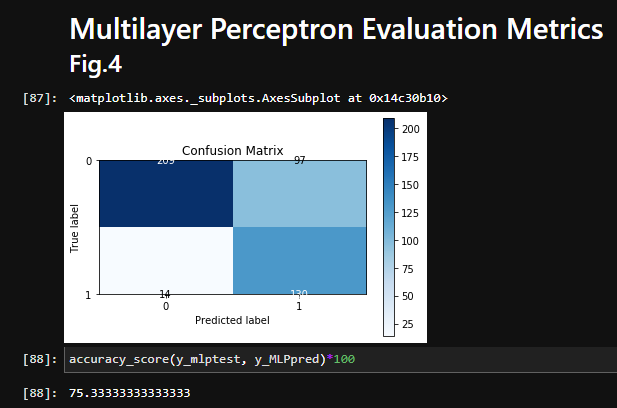 Multilayer Perceptron Evaluation Metrics
Fig.4
[87]: <matplotlib.axes._subplots.AxesSubplot at 0x14c30b10>
Confusion Matrix
0 209 97 200
175
150
True label 125
100
75
1 14 130 50
0 1 25
Predicted label
[88]: accuracy_score(y_mlptest, y_MLPpred)*100
[88]: 75.33333333333333